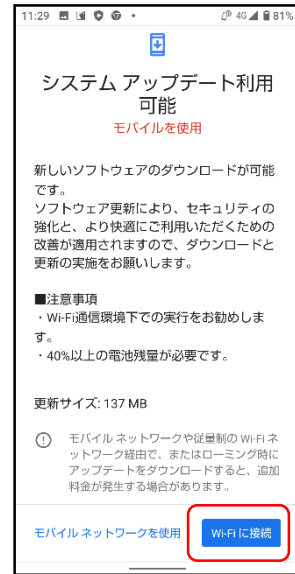 11:29 4G 81%
システム アップデート利用
可能
モバイルを使用
新しいソフトウェアのダウンロードが可能
です。
ソフトウェア更新により、セキュリティの
強化と、より快適にご利用いただくための
改善が適用されますので、ダウンロードと
更新の実施をお願いします。
■注意事項
・Wi-Fi通信環境下での実行をお勧めしま
す。
・40%以上の電池残量が必要です。
更新サイズ: 137 MB
モバイル ネットワークや従量制の Wi-Fi ネ
ットワーク経由で、またはローミング時に
アップデートをダウンロードすると、追加
料金が発生する場合があります。
モバイル ネットワークを使用 Wi-Fi に接続